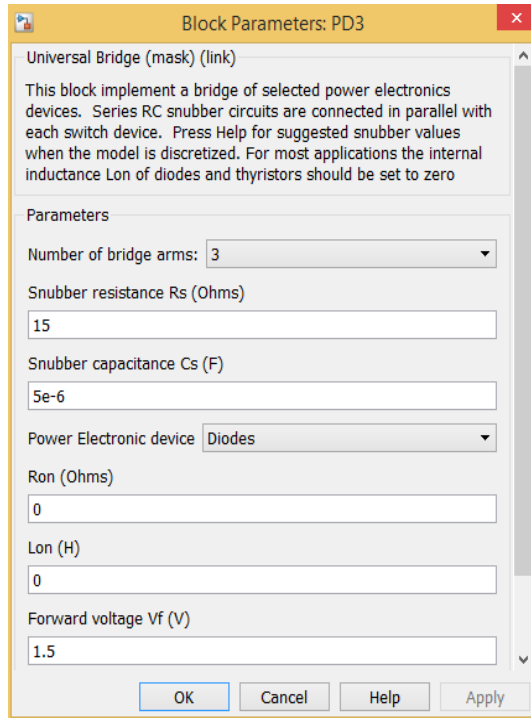 Block Parameters: PD3
Universal Bridge (mask) (link)
This block implement a bridge of selected power electronics
devices.  Series RC snubber circuits are connected in parallel with
each switch device.  Press Help for suggested snubber values
when the model is discretized. For most applications the internal
inductance Lon of diodes and thyristors should be set to zero
Parameters
Number of bridge arms: 3
Snubber resistance Rs (Ohms)
15
Snubber capacitance Cs (F)
5e-6
Power Electronic device Diodes
Ron (Ohms)
0
Lon (H)
0
Forward voltage Vf (V)
1.5
OK Cancel Help Apply